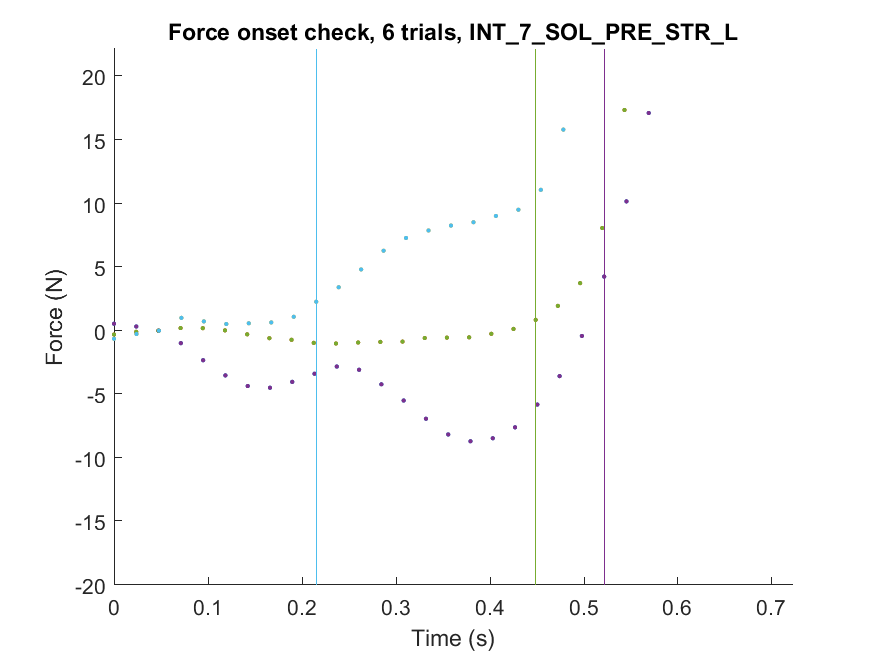 Force onset check, 6 trials, INT_7_SOL_PRE_STR_L
20
15
10
5
0
-5
-10
-15
-20
Force (N)
0 0.1 0.2 0.3 0.4 0.5 0.6 0.7
Time (s)